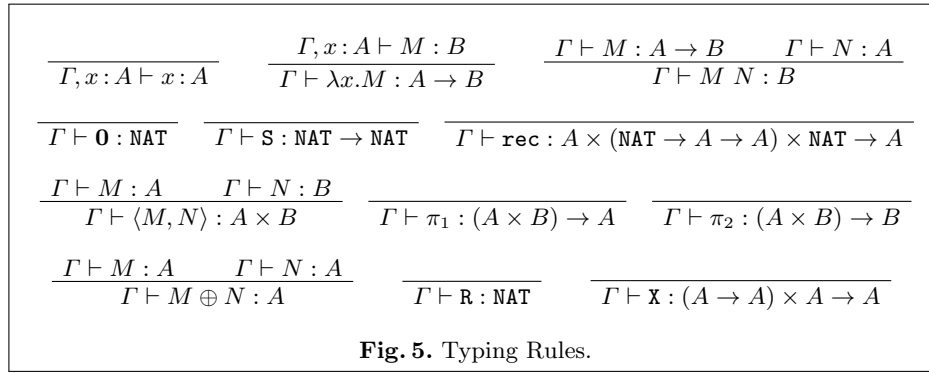 Γ, x : A ⊢ x : A
Γ, x : A ⊢ M : B
Γ ⊢ λx.M : A → B
Γ ⊢ M : A → B Γ ⊢ N : A
Γ ⊢ M N : B
Γ ⊢ 0 : NAT
Γ ⊢ S : NAT → NAT
Γ ⊢ rec : A × (NAT → A → A) × NAT → A
Γ ⊢ M : A Γ ⊢ N : B
Γ ⊢ ⟨M, N⟩ : A × B
Γ ⊢ π₁ : (A × B) → A
Γ ⊢ π₂ : (A × B) → B
Γ ⊢ M : A Γ ⊢ N : A
Γ ⊢ M ⊕ N : A
Γ ⊢ R : NAT
Γ ⊢ X : (A → A) × A → A
Fig. 5. Typing Rules.